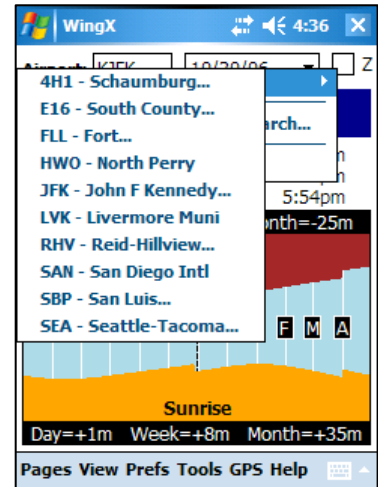 WingX 4:36
KJFK 10/20/06 Z
4H1 - Schaumburg...
E16 - South County...
FLL - Fort...
arch...
HWO - North Perry
JFK - John F Kennedy...
5:54pm
LVK - Livermore Muni
onth=-25m
RHV - Reid-Hillview...
SAN - San Diego Intl
SBP - San Luis...
SEA - Seattle-Tacoma...
F M A
Sunrise
Day=+1m Week=+8m Month=+35m
Pages View Prefs Tools GPS Help